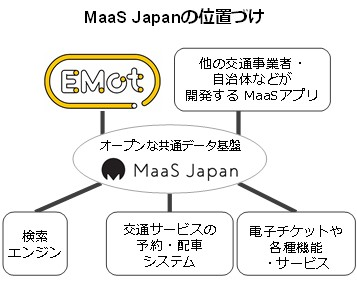 MaaS Japanの位置づけ
EMot
他の交通事業者・
自治体などが
開発する MaaSアプリ
オープンな共通データ基盤
MaaS Japan
検索
エンジン
交通サービスの
予約・配車
システム
電子チケットや
各種機能
・サービス